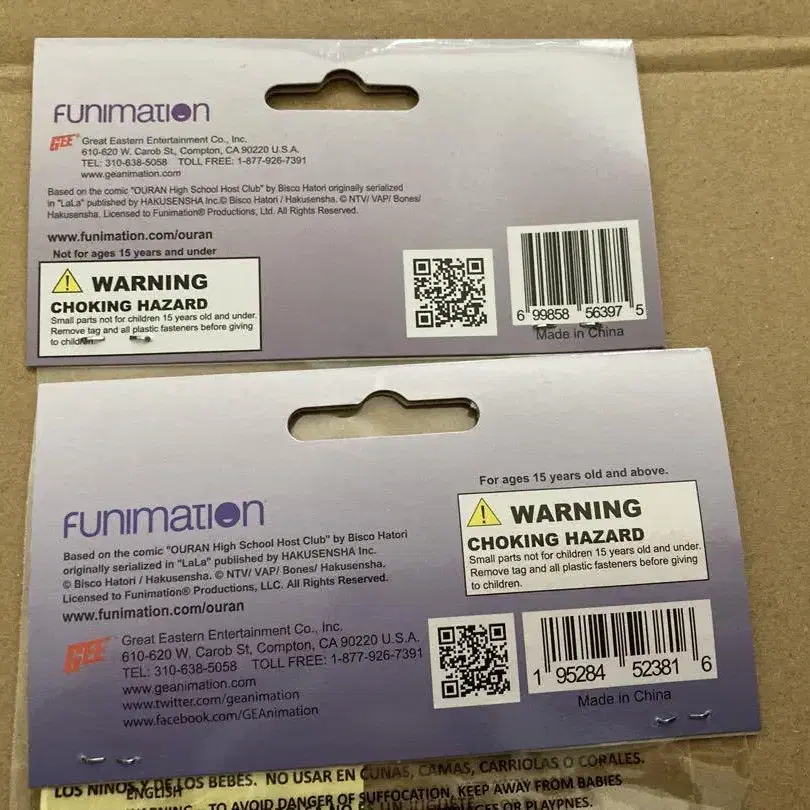 FUNIMATION
GEE Great Eastern Entertainment Co., Inc.
610-620 W. Carob St., Compton, CA 90220 U.S.A.
TEL: 310-638-5058 TOLL FREE: 1-877-926-7391
www.geanimation.com
Based on the comic "OURAN High School Host Club" by Bisco Hatori originally serialized
in "LaLa" published by HAKUSENSHA Inc.© Bisco Hatori / Hakusensha. © NTV/ VAP/ Bones/
Hakusensha. Licensed to Funimation® Productions, Ltd. All Rights Reserved.
www.funimation.com/ouran
Not for ages 15 years and under
WARNING
CHOKING HAZARD
Small parts not for children 15 years old and under.
Remove tag and all plastic fasteners before giving
to children.
6 99858 56397 5
Made in China
FUNIMATION
Based on the comic "OURAN High School Host Club" by Bisco Hatori
originally serialized in "LaLa" published by HAKUSENSHA Inc.
© Bisco Hatori / Hakusensha. © NTV/ VAP/ Bones/ Hakusensha.
Licensed to Funimation® Productions, LLC. All Rights Reserved.
www.funimation.com/ouran
GEE Great Eastern Entertainment Co., Inc.
610-620 W. Carob St., Compton, CA 90220 U.S.A.
TEL: 310-638-5058 TOLL FREE: 1-877-926-7391
www.geanimation.com
www.twitter.com/geanimation
www.facebook.com/GEAnimation
For ages 15 years old and above.
WARNING
CHOKING HAZARD
Small parts not for children 15 years old and under.
Remove tag and all plastic fasteners before giving
to children.
1 95284 52381 6
Made in China
LOS NIÑOS Y DE LOS BEBES. NO USAR EN CUNAS, CAMAS, CARRIOLAS O CORALES.
ENGLISH
TO AVOID DANGER OF SUFFOCATION, KEEP AWAY FROM BABIES
OR PLAYPNES.